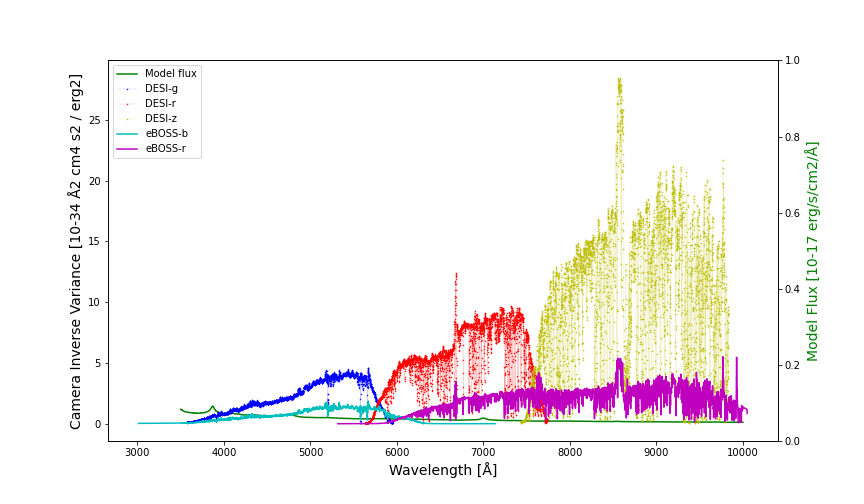 Model flux
DESI-g
DESI-r
DESI-z
eBOSS-b
eBOSS-r
Camera Inverse Variance [10-34 Å2 cm4 s2 / erg2]
0
5
10
15
20
25
3000
4000
5000
6000
7000
8000
9000
10000
Wavelength [Å]
0.0
0.2
0.4
0.6
0.8
1.0
Model Flux [10-17 erg/s/cm2/Å]